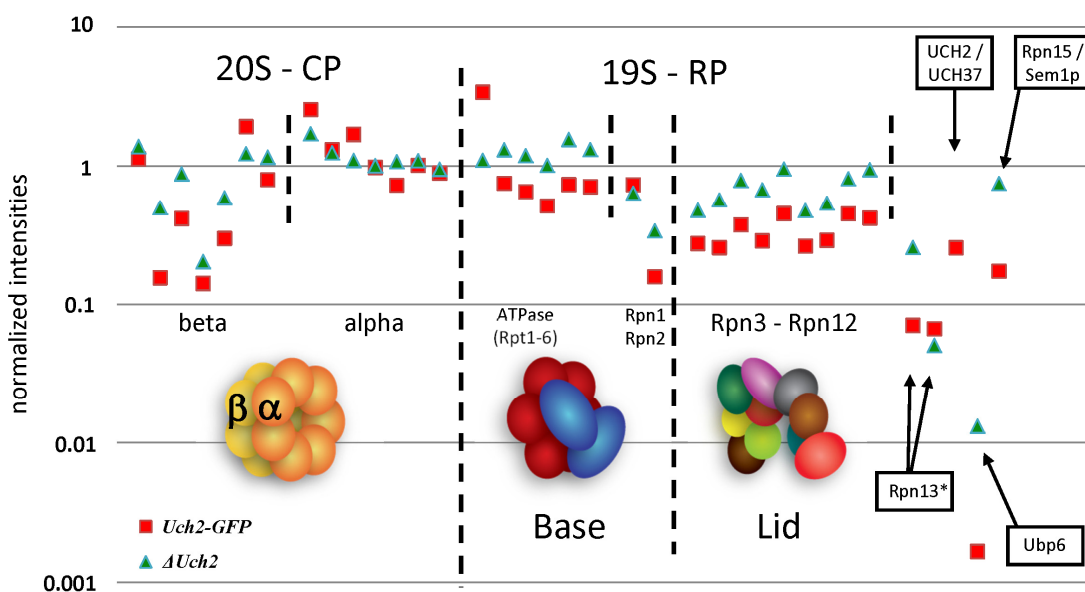 10
20S - CP
19S - RP
UCH2 /
UCH37
Rpn15 /
Sem1p
1
normalized intensities
0.1
beta
alpha
ATPase
(Rpt1-6)
Rpn1
Rpn2
Rpn3 - Rpn12
β α
0.01
Rpn13*
Uch2-GFP
Base
Lid
Ubp6
ΔUch2
0.001